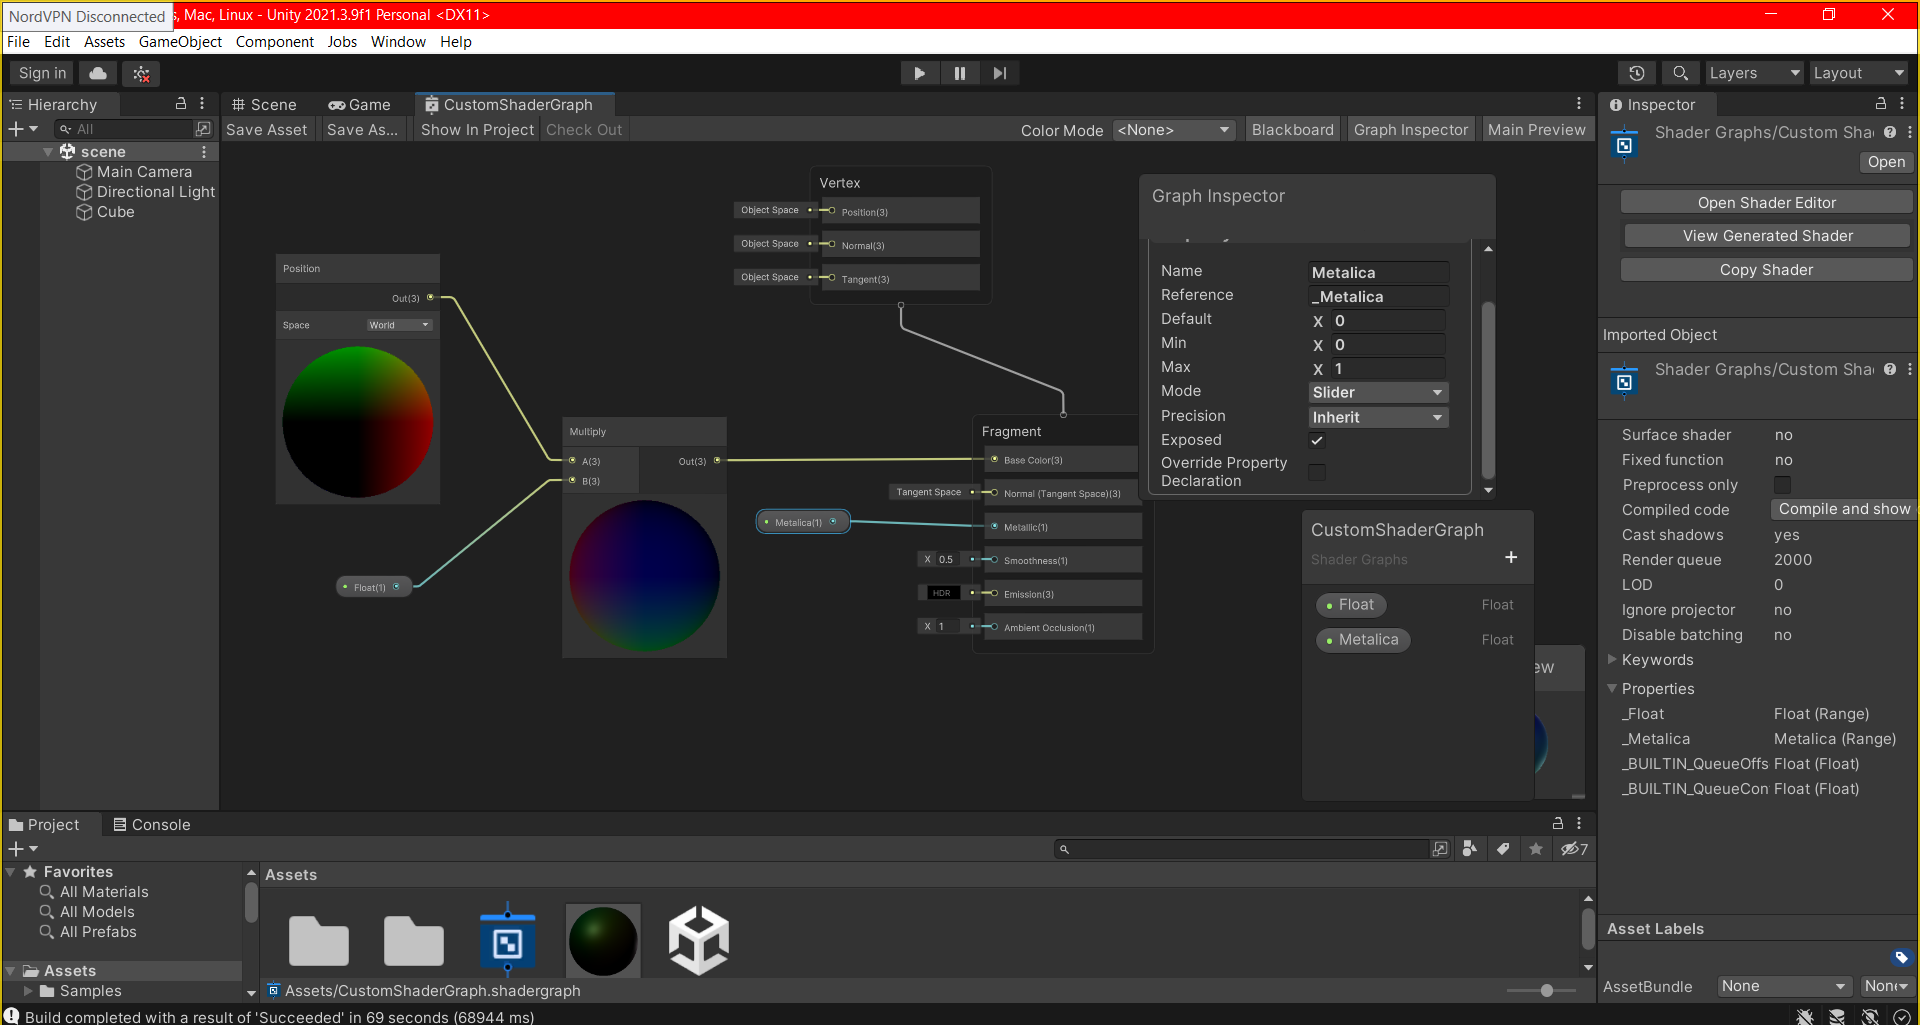 NordVPN Disconnected
s, Mac, Linux - Unity 2021.3.9f1 Personal <DX11>
File Edit Assets GameObject Component Jobs Window Help
Sign in
Layers
Layout
Hierarchy
All
scene
Main Camera
Directional Light
Cube
Scene Game CustomShaderGraph
Save Asset Save As... Show In Project Check Out
Color Mode <None> Blackboard Graph Inspector Main Preview
Position
Out(3)
Space World
Float(1)
Multiply
A(3) Out(3)
B(3)
Vertex
Object Space Position(3)
Object Space Normal(3)
Object Space Tangent(3)
Fragment
Base Color(3)
Tangent Space Normal (Tangent Space)(3)
Metalica(1) Metallic(1)
X 0.5 Smoothness(1)
HDR Emission(3)
X 1 Ambient Occlusion(1)
Graph Inspector
Name Metalica
Reference _Metalica
Default X 0
Min X 0
Max X 1
Mode Slider
Precision Inherit
Exposed
Override Property
Declaration
CustomShaderGraph
Shader Graphs
Float Float
Metalica Float
ew
Inspector
Shader Graphs/Custom Sha
Open
Open Shader Editor
View Generated Shader
Copy Shader
Imported Object
Shader Graphs/Custom Sha
Surface shader no
Fixed function no
Preprocess only
Compiled code Compile and show
Cast shadows yes
Render queue 2000
LOD 0
Ignore projector no
Disable batching no
Keywords
Properties
_Float Float (Range)
_Metalica Metalica (Range)
_BUILTIN_QueueOffs Float (Float)
_BUILTIN_QueueCon Float (Float)
Asset Labels
AssetBundle None None
Project Console
7
Favorites
All Materials
All Models
All Prefabs
Assets
Samples
Assets
Assets/CustomShaderGraph.shadergraph
Build completed with a result of 'Succeeded' in 69 seconds (68944 ms)